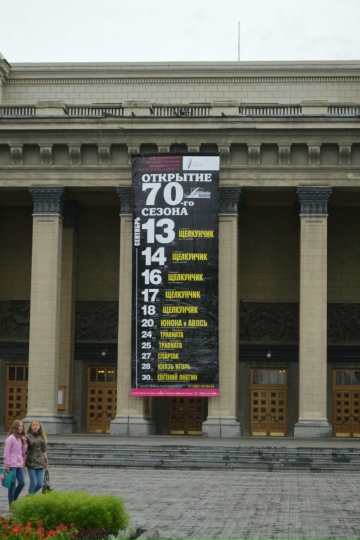 ОТКРЫТИЕ
70-го
СЕЗОНА
СЕНТЯБРЬ
13 ЩЕЛКУНЧИК
14 ЩЕЛКУНЧИК
16 ЩЕЛКУНЧИК
17 ЩЕЛКУНЧИК
18 ЩЕЛКУНЧИК
20 ЮНОНА и АВОСЬ
24 ТРАВИАТА
25 ТРАВИАТА
27 СПАРТАК
28 КНЯЗЬ ИГОРЬ
30 ЕВГЕНИЙ ОНЕГИН